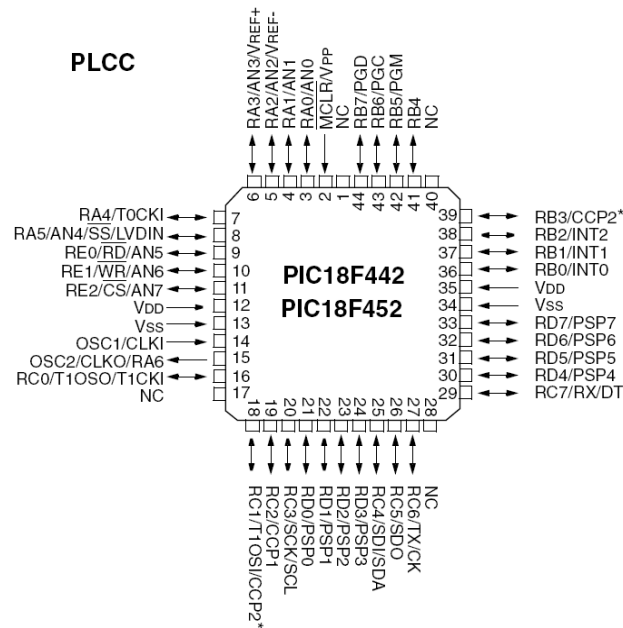 PLCC
RA3/AN3/VREF+
RA2/AN2/VREF-
RA1/AN1
RA0/AN0
MCLR/VPP
NC
RB7/PGD
RB6/PGC
RB5/PGM
RB4
NC
6
5
4
3
2
1
44
43
42
41
40
RA4/T0CKI 7
RA5/AN4/SS/LVDIN 8
RE0/RD/AN5 9
RE1/WR/AN6 10
RE2/CS/AN7 11
VDD 12
VSS 13
OSC1/CLKI 14
OSC2/CLKO/RA6 15
RC0/T1OSO/T1CKI 16
NC 17
PIC18F442
PIC18F452
39 RB3/CCP2*
38 RB2/INT2
37 RB1/INT1
36 RB0/INT0
35 VDD
34 VSS
33 RD7/PSP7
32 RD6/PSP6
31 RD5/PSP5
30 RD4/PSP4
29 RC7/RX/DT
18
19
20
21
22
23
24
25
26
27
28
RC1/T1OSI/CCP2*
RC2/CCP1
RC3/SCK/SCL
RD0/PSP0
RD1/PSP1
RD2/PSP2
RD3/PSP3
RC4/SDI/SDA
RC5/SDO
RC6/TX/CK
NC